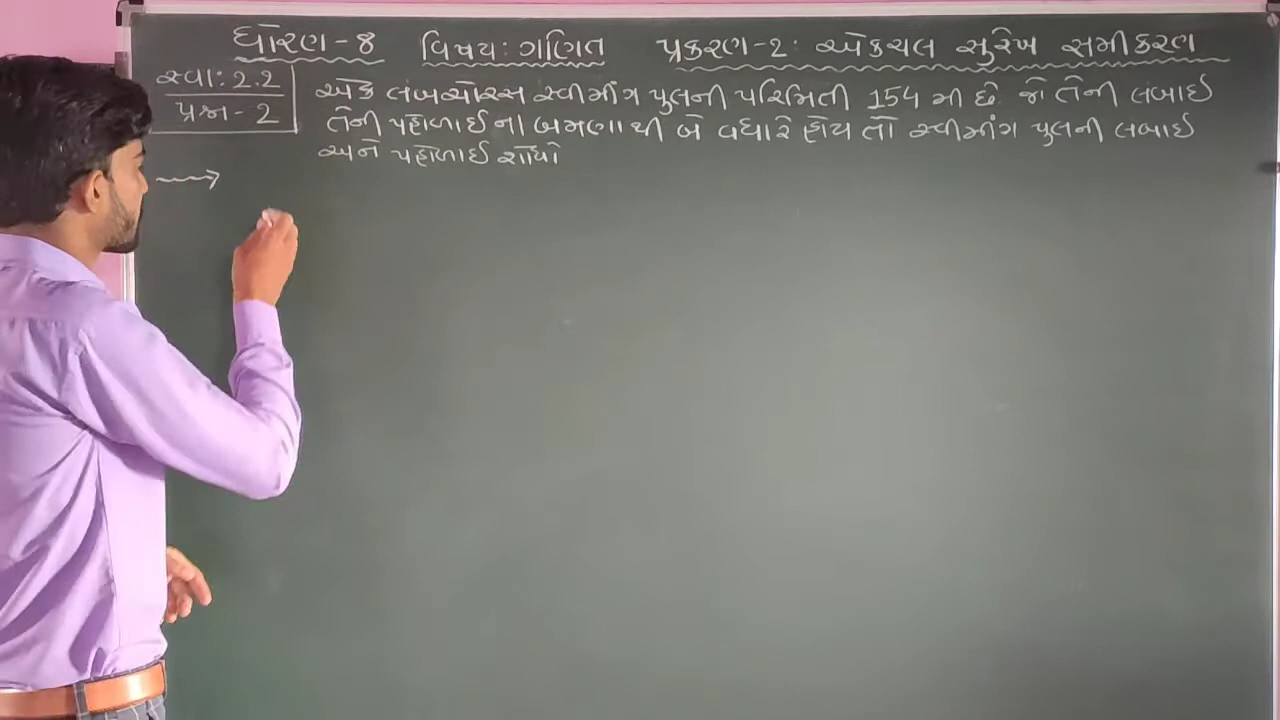 ધોરણ-8 વિષય: ગણિત પ્રકરણ-2: એકચલ સુરેખ સમીકરણ
સ્વા: 2.2
પ્રશ્ન-2
એક લંબચોરસ સ્વીમીંગ પુલની પરિમિતી 154 મી છે. જો તેની લંબાઈ
તેની પહોળાઈના બમણાથી બે વધારે હોય તો સ્વીમીંગ પુલની લબાઈ
અને પહોળાઈ શોધો